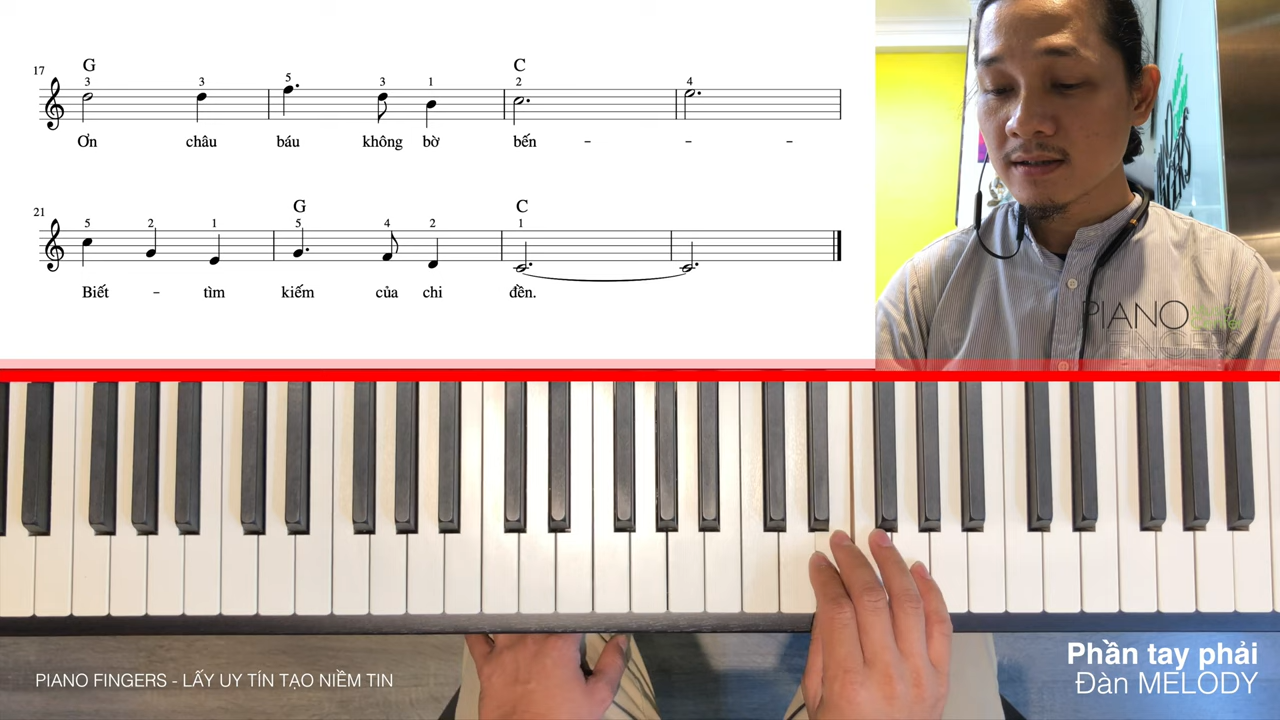 G C
17 3 3 5 3 1 2 4
Ơn châu báu không bờ bến - - -
G C
21 5 2 1 5 4 2 1
Biết - tìm kiếm của chi đền.
PIANO
FINGERS
Phần tay phải
Đàn MELODY
PIANO FINGERS - LẤY UY TÍN TẠO NIỀM TIN